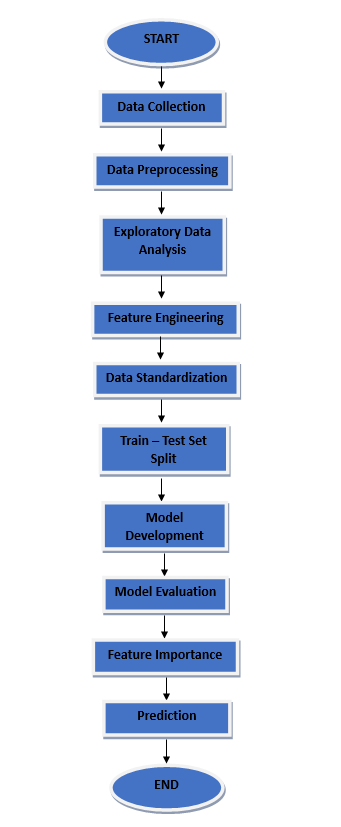 START
Data Collection
Data Preprocessing
Exploratory Data
Analysis
Feature Engineering
Data Standardization
Train – Test Set
Split
Model
Development
Model Evaluation
Feature Importance
Prediction
END